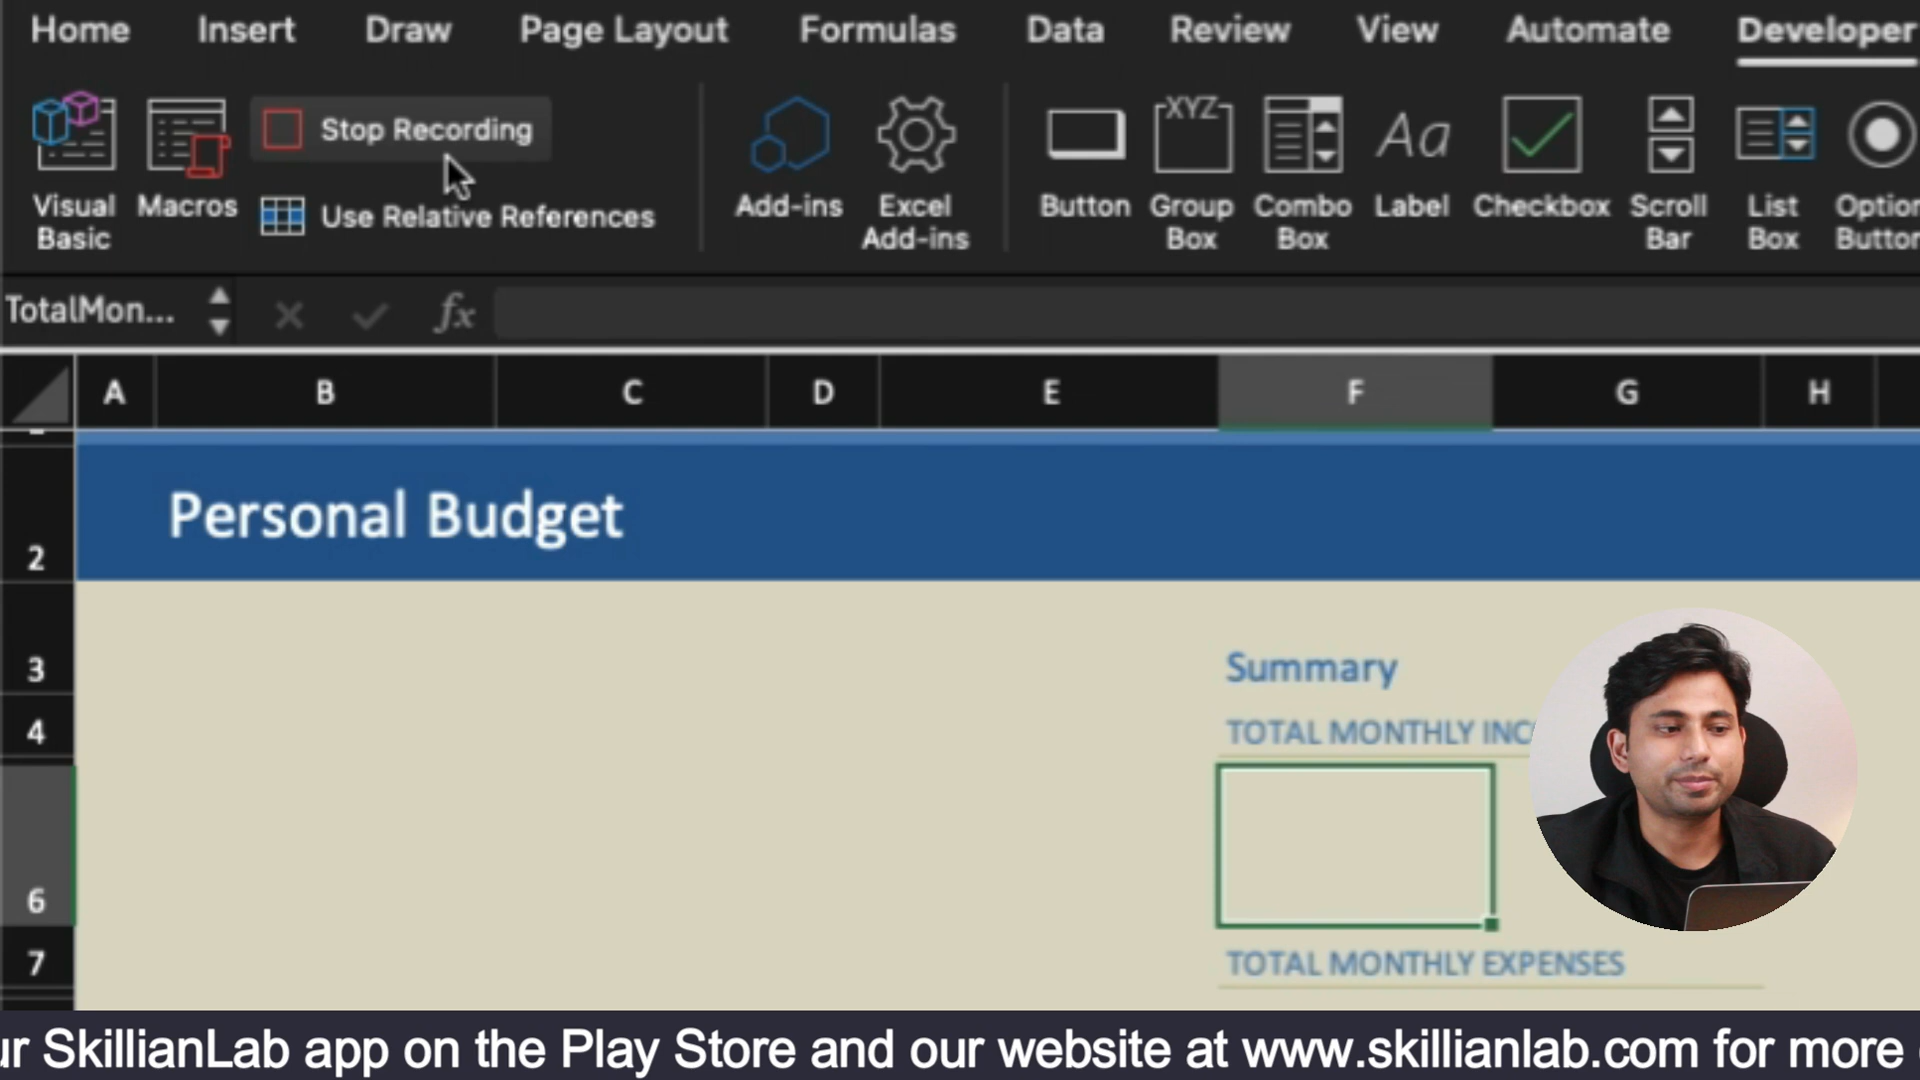 Home Insert Draw Page Layout Formulas Data Review View Automate Developer
Stop Recording
XYZ
Aa
Use Relative References
Visual Basic
Macros
Add-ins
Excel Add-ins
Button
Group Box
Combo Box
Label
Checkbox
Scroll Bar
List Box
Option Button
TotalMon...
fx
A B C D E F G H
2
Personal Budget
3
Summary
4
TOTAL MONTHLY INC
6
7
TOTAL MONTHLY EXPENSES
SkillianLab app on the Play Store and our website at www.skillianlab.com for more